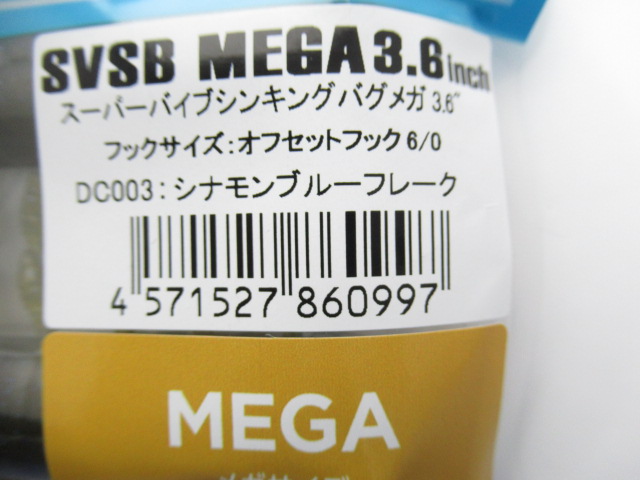 SVSB MEGA 3.6 inch
スーパーバイブシンキングバグメガ 3.6"
フックサイズ:オフセットフック 6/0
DC003:シナモンブルーフレーク
4 571527 860997
MEGA